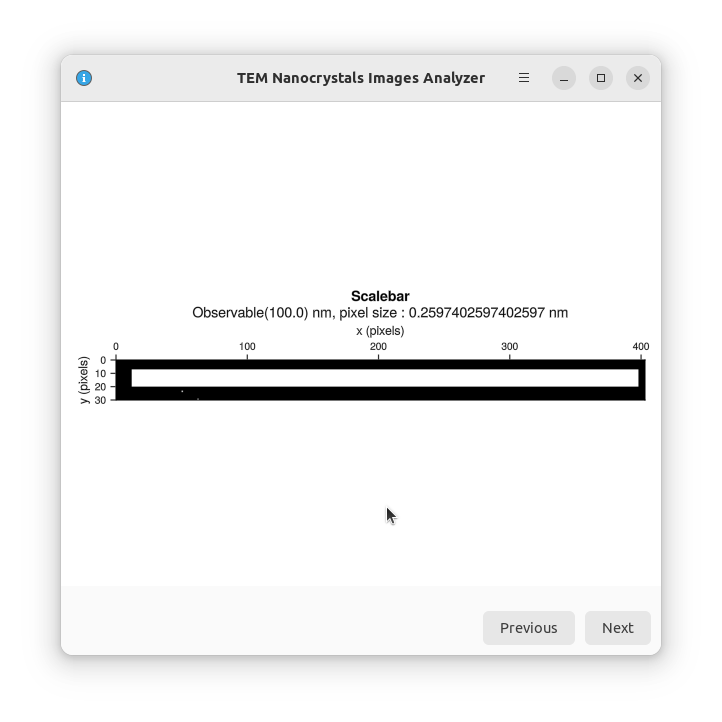 TEM Nanocrystals Images Analyzer
Scalebar
Observable(100.0) nm, pixel size : 0.2597402597402597 nm
x (pixels)
0 100 200 300 400
y (pixels)
0
10
20
30
Previous Next